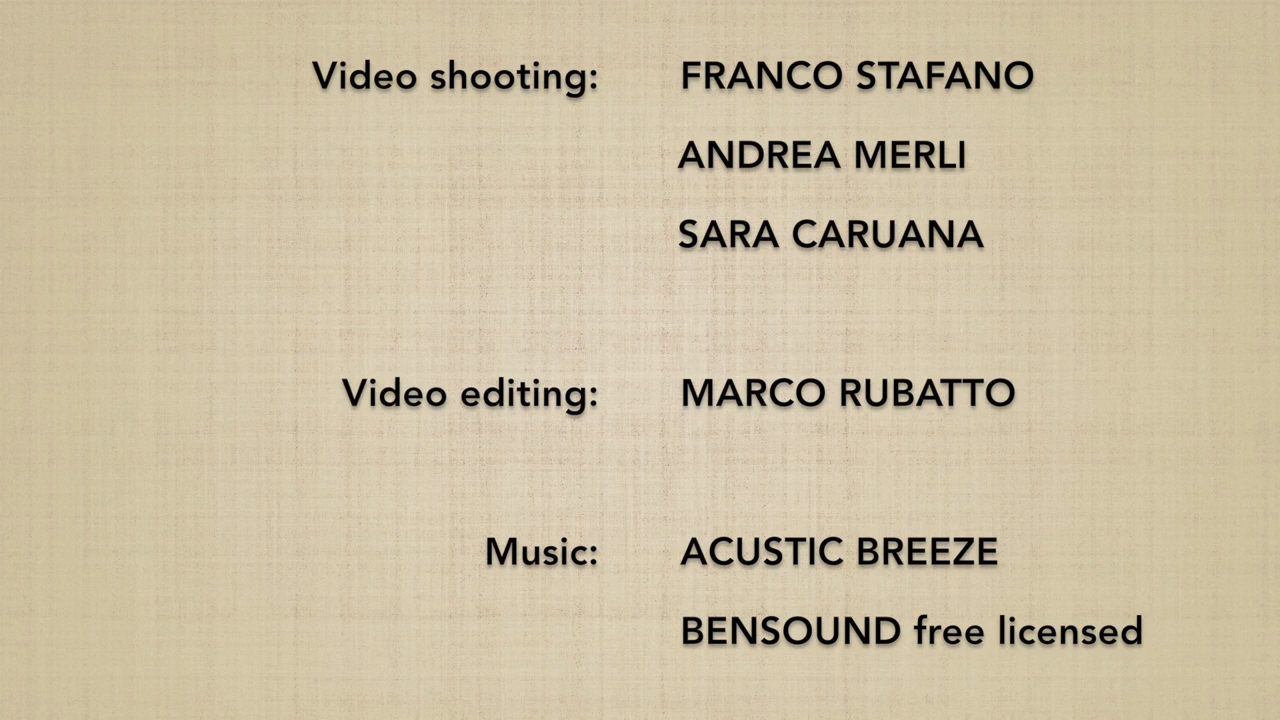 Video shooting: FRANCO STAFANO
ANDREA MERLI
SARA CARUANA
Video editing: MARCO RUBATTO
Music: ACUSTIC BREEZE
BENSOUND free licensed